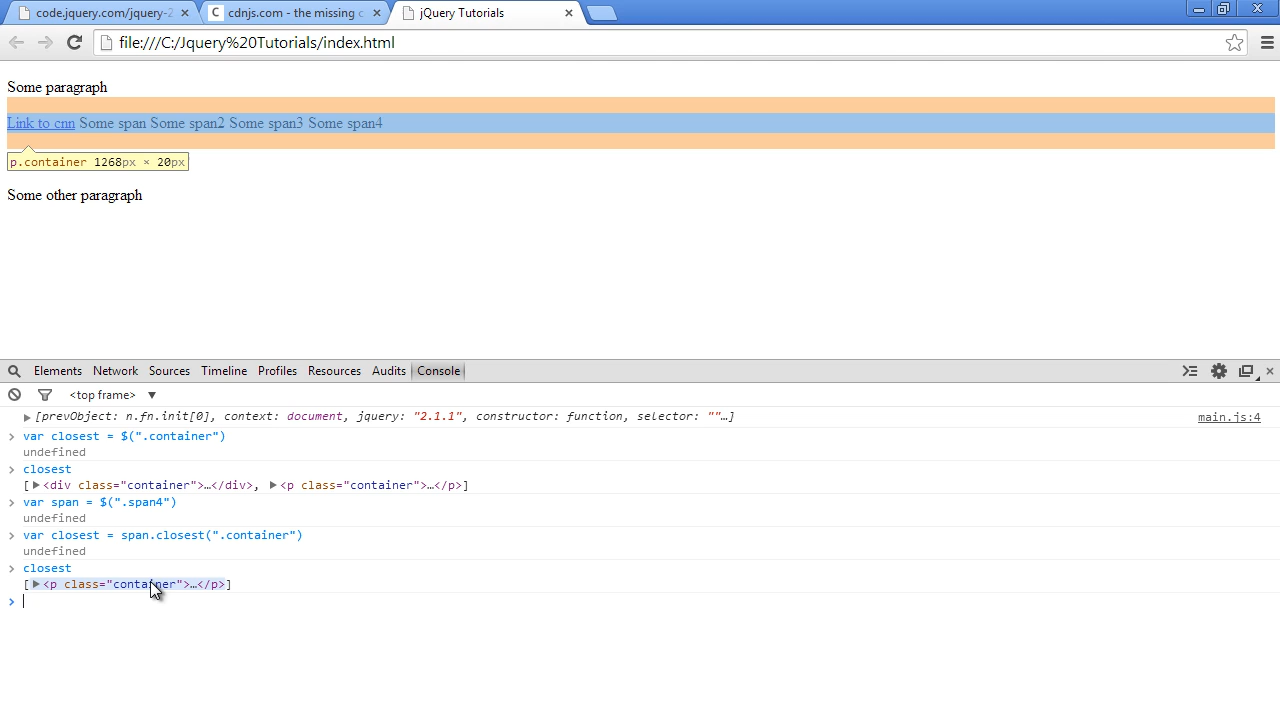 code.jquery.com/jquery-2 cdnjs.com - the missing c jQuery Tutorials
file:///C:/Jquery%20Tutorials/index.html
Some paragraph
Link to cnn Some span Some span2 Some span3 Some span4
p.container 1268px × 20px
Some other paragraph
Elements Network Sources Timeline Profiles Resources Audits Console
<top frame>
[prevObject: n.fn.init[0], context: document, jquery: "2.1.1", constructor: function, selector: ""…] main.js:4
var closest = $(".container")
undefined
closest
[<div class="container">…</div>, <p class="container">…</p>]
var span = $(".span4")
undefined
var closest = span.closest(".container")
undefined
closest
[<p class="container">…</p>]